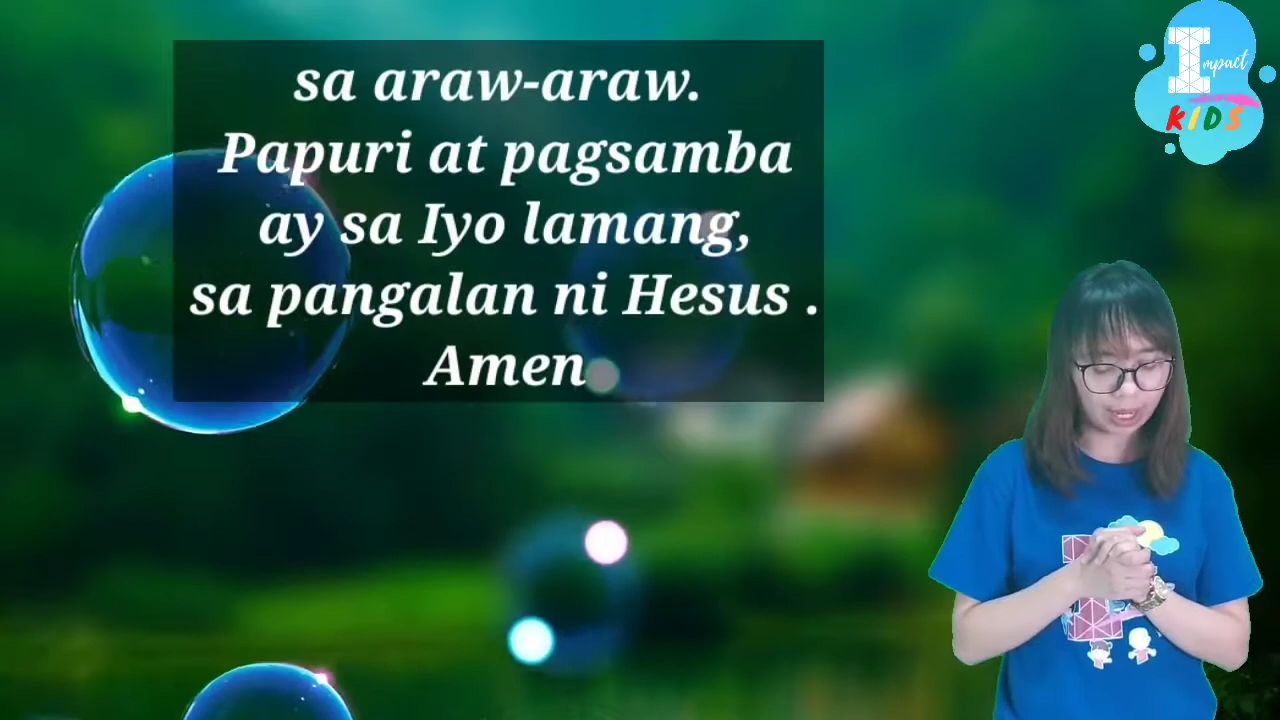 sa araw-araw.
Papuri at pagsamba
ay sa Iyo lamang,
sa pangalan ni Hesus .
Amen
Impact
KIDS